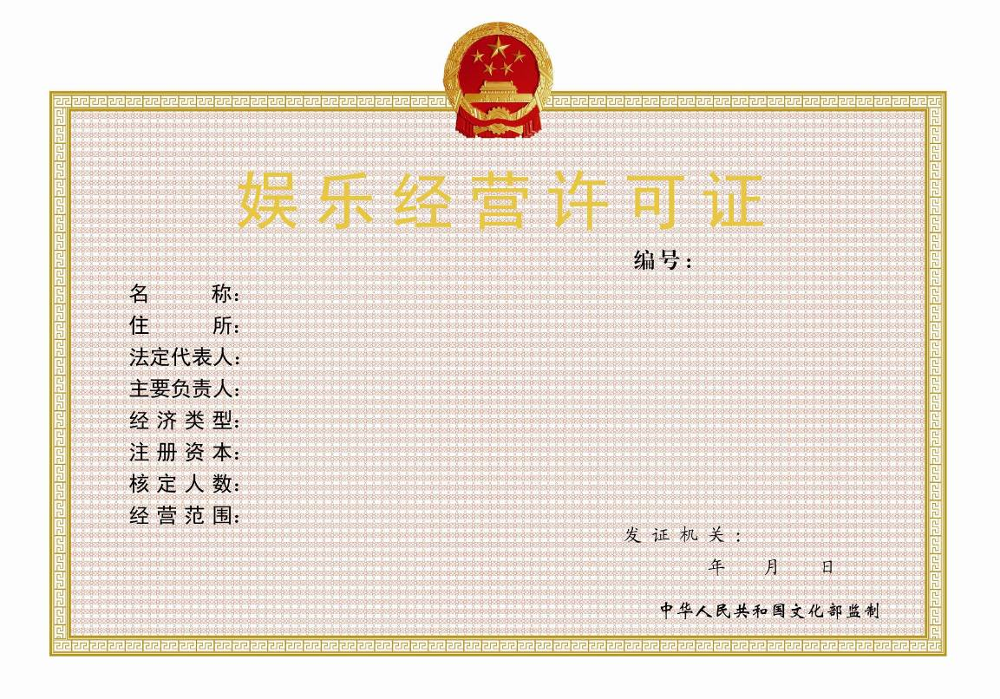 娱乐经营许可证
编号：
名称：
住所：
法定代表人：
主要负责人：
经济类型：
注册资本：
核定人数：
经营范围：
发证机关：
年 月 日
中华人民共和国文化部监制